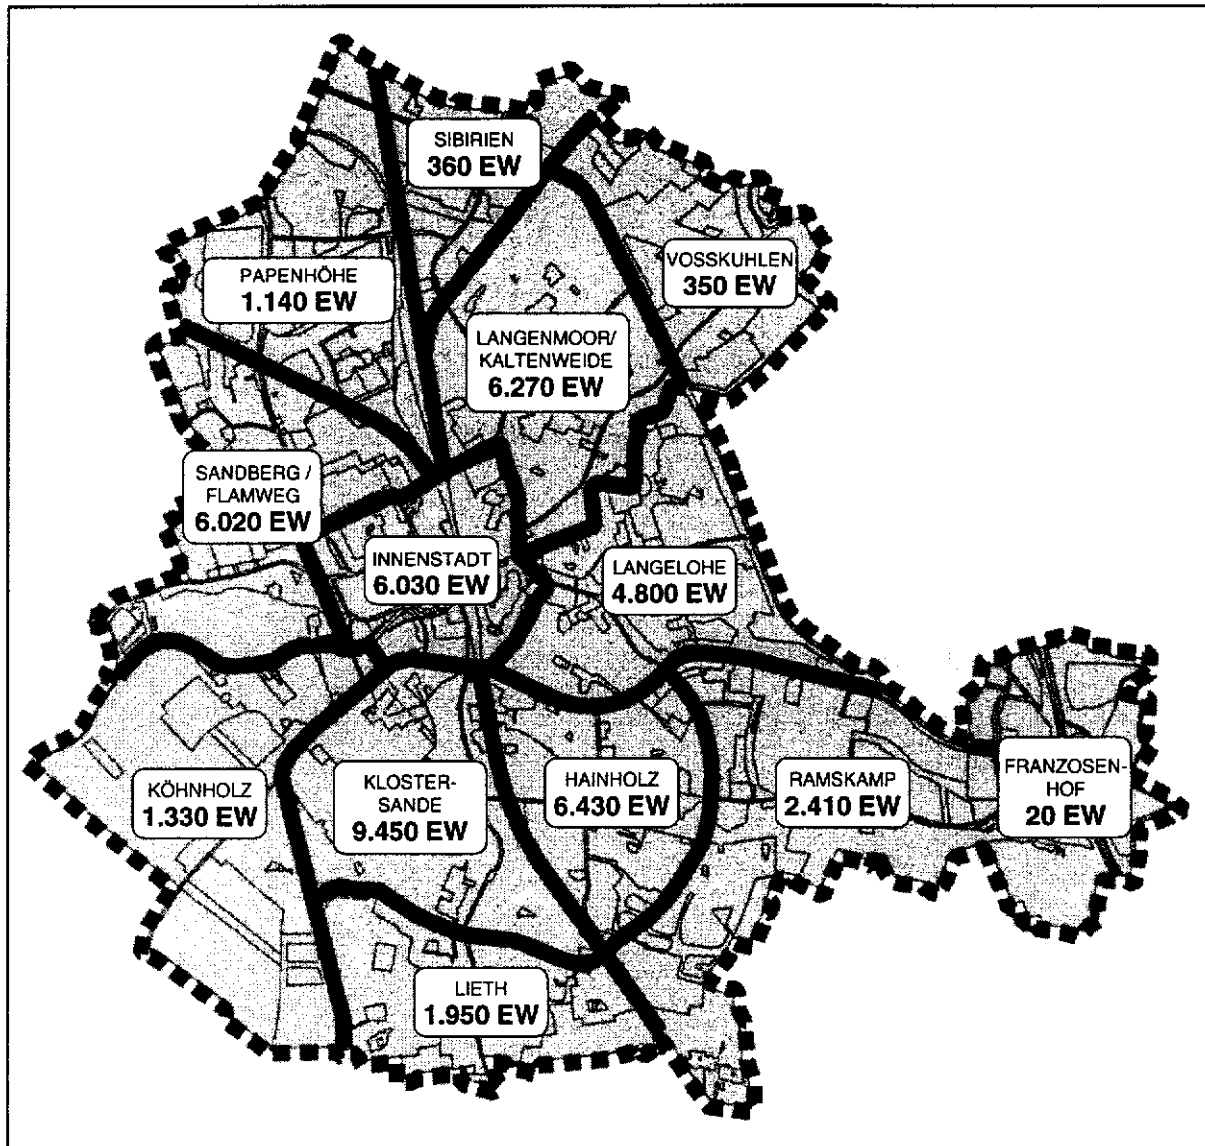 SIBIRIEN
360 EW
VOSSKUHLEN
350 EW
PAPENHÖHE
1.140 EW
LANGENMOOR/
KALTENWEIDE
6.270 EW
SANDBERG /
FLAMWEG
6.020 EW
INNENSTADT
6.030 EW
LANGELOHE
4.800 EW
KÖHNHOLZ
1.330 EW
KLOSTER-
SANDE
9.450 EW
HAINHOLZ
6.430 EW
RAMSKAMP
2.410 EW
FRANZOSEN-
HOF
20 EW
LIETH
1.950 EW